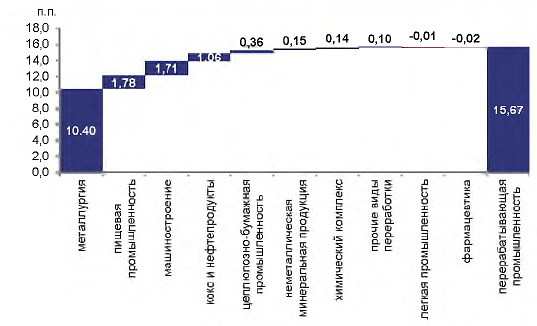 п.п.
18,0
16,0
14,0
12,0
10,0
8,0
6,0
4,0
2,0
0,0
10.40
1,78
1,71
1,06
0,36
0,15
0,14
0,10
-0,01
-0,02
15,67
металлургия
пищевая
промышленность
машиностроение
кокс и нефтепродукты
целлюлозно-бумажная
промышленность
неметаллическая
минеральная продукция
химический комплекс
прочие виды
переработки
легкая промышленность
фармацевтика
перерабатывающая
промышленность